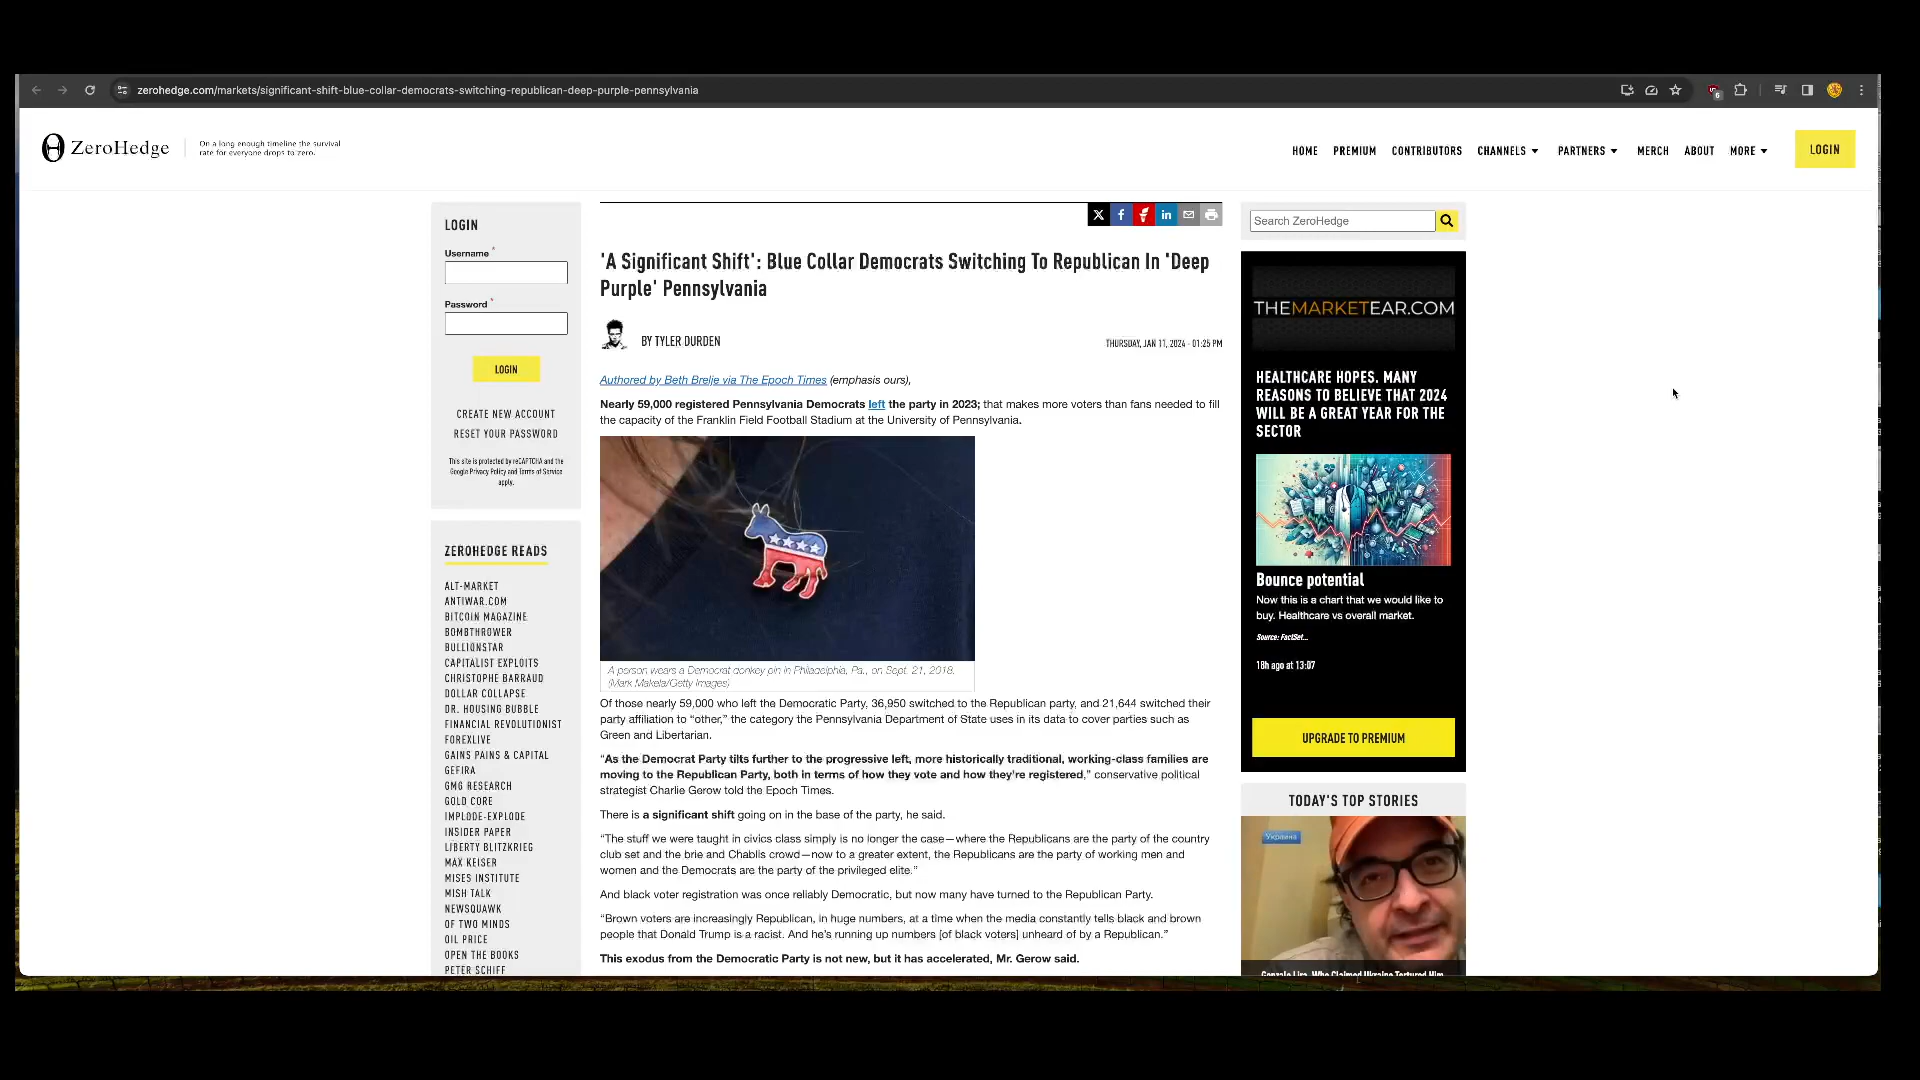 zerohedge.com/markets/significant-shift-blue-collar-democrats-switching-republican-deep-purple-pennsylvania
6
ZeroHedge
On a long enough timeline the survival
rate for everyone drops to zero.
HOME PREMIUM CONTRIBUTORS CHANNELS PARTNERS MERCH ABOUT MORE
LOGIN
LOGIN
Username *
Password *
LOGIN
CREATE NEW ACCOUNT
RESET YOUR PASSWORD
This site is protected by reCAPTCHA and the
Google Privacy Policy and Terms of Service
apply.
ZEROHEDGE READS
ALT-MARKET
ANTIWAR.COM
BITCOIN MAGAZINE
BOMBTHROWER
BULLIONSTAR
CAPITALIST EXPLOITS
CHRISTOPHE BARRAUD
DOLLAR COLLAPSE
DR. HOUSING BUBBLE
FINANCIAL REVOLUTIONIST
FOREXLIVE
GAINS PAINS & CAPITAL
GEFIRA
GMG RESEARCH
GOLD CORE
IMPLODE-EXPLODE
INSIDER PAPER
LIBERTY BLITZKRIEG
MAX KEISER
MISES INSTITUTE
MISH TALK
NEWSQUAWK
OF TWO MINDS
OIL PRICE
OPEN THE BOOKS
PETER SCHIFF
'A Significant Shift': Blue Collar Democrats Switching To Republican In 'Deep
Purple' Pennsylvania
BY TYLER DURDEN
THURSDAY, JAN 11, 2024 - 01:25 PM
Authored by Beth Brelje via The Epoch Times (emphasis ours),
Nearly 59,000 registered Pennsylvania Democrats left the party in 2023; that makes more voters than fans needed to fill
the capacity of the Franklin Field Football Stadium at the University of Pennsylvania.
A person wears a Democrat donkey pin in Philadelphia, Pa., on Sept. 21, 2018.
(Mark Makela/Getty Images)
Of those nearly 59,000 who left the Democratic Party, 36,950 switched to the Republican party, and 21,644 switched their
party affiliation to “other,” the category the Pennsylvania Department of State uses in its data to cover parties such as
Green and Libertarian.
“As the Democrat Party tilts further to the progressive left, more historically traditional, working-class families are
moving to the Republican Party, both in terms of how they vote and how they’re registered,” conservative political
strategist Charlie Gerow told the Epoch Times.
There is a significant shift going on in the base of the party, he said.
“The stuff we were taught in civics class simply is no longer the case—where the Republicans are the party of the country
club set and the brie and Chablis crowd—now to a greater extent, the Republicans are the party of working men and
women and the Democrats are the party of the privileged elite.”
And black voter registration was once reliably Democratic, but now many have turned to the Republican Party.
“Brown voters are increasingly Republican, in huge numbers, at a time when the media constantly tells black and brown
people that Donald Trump is a racist. And he’s running up numbers [of black voters] unheard of by a Republican.”
This exodus from the Democratic Party is not new, but it has accelerated, Mr. Gerow said.
Search ZeroHedge
THEMARKETEAR.COM
HEALTHCARE HOPES. MANY
REASONS TO BELIEVE THAT 2024
WILL BE A GREAT YEAR FOR THE
SECTOR
Bounce potential
Now this is a chart that we would like to
buy. Healthcare vs overall market.
Source: FactSet...
18h ago at 13:07
UPGRADE TO PREMIUM
TODAY'S TOP STORIES
Украина
Gonzalo Lira, Who Claimed Ukraine Tortured Him,